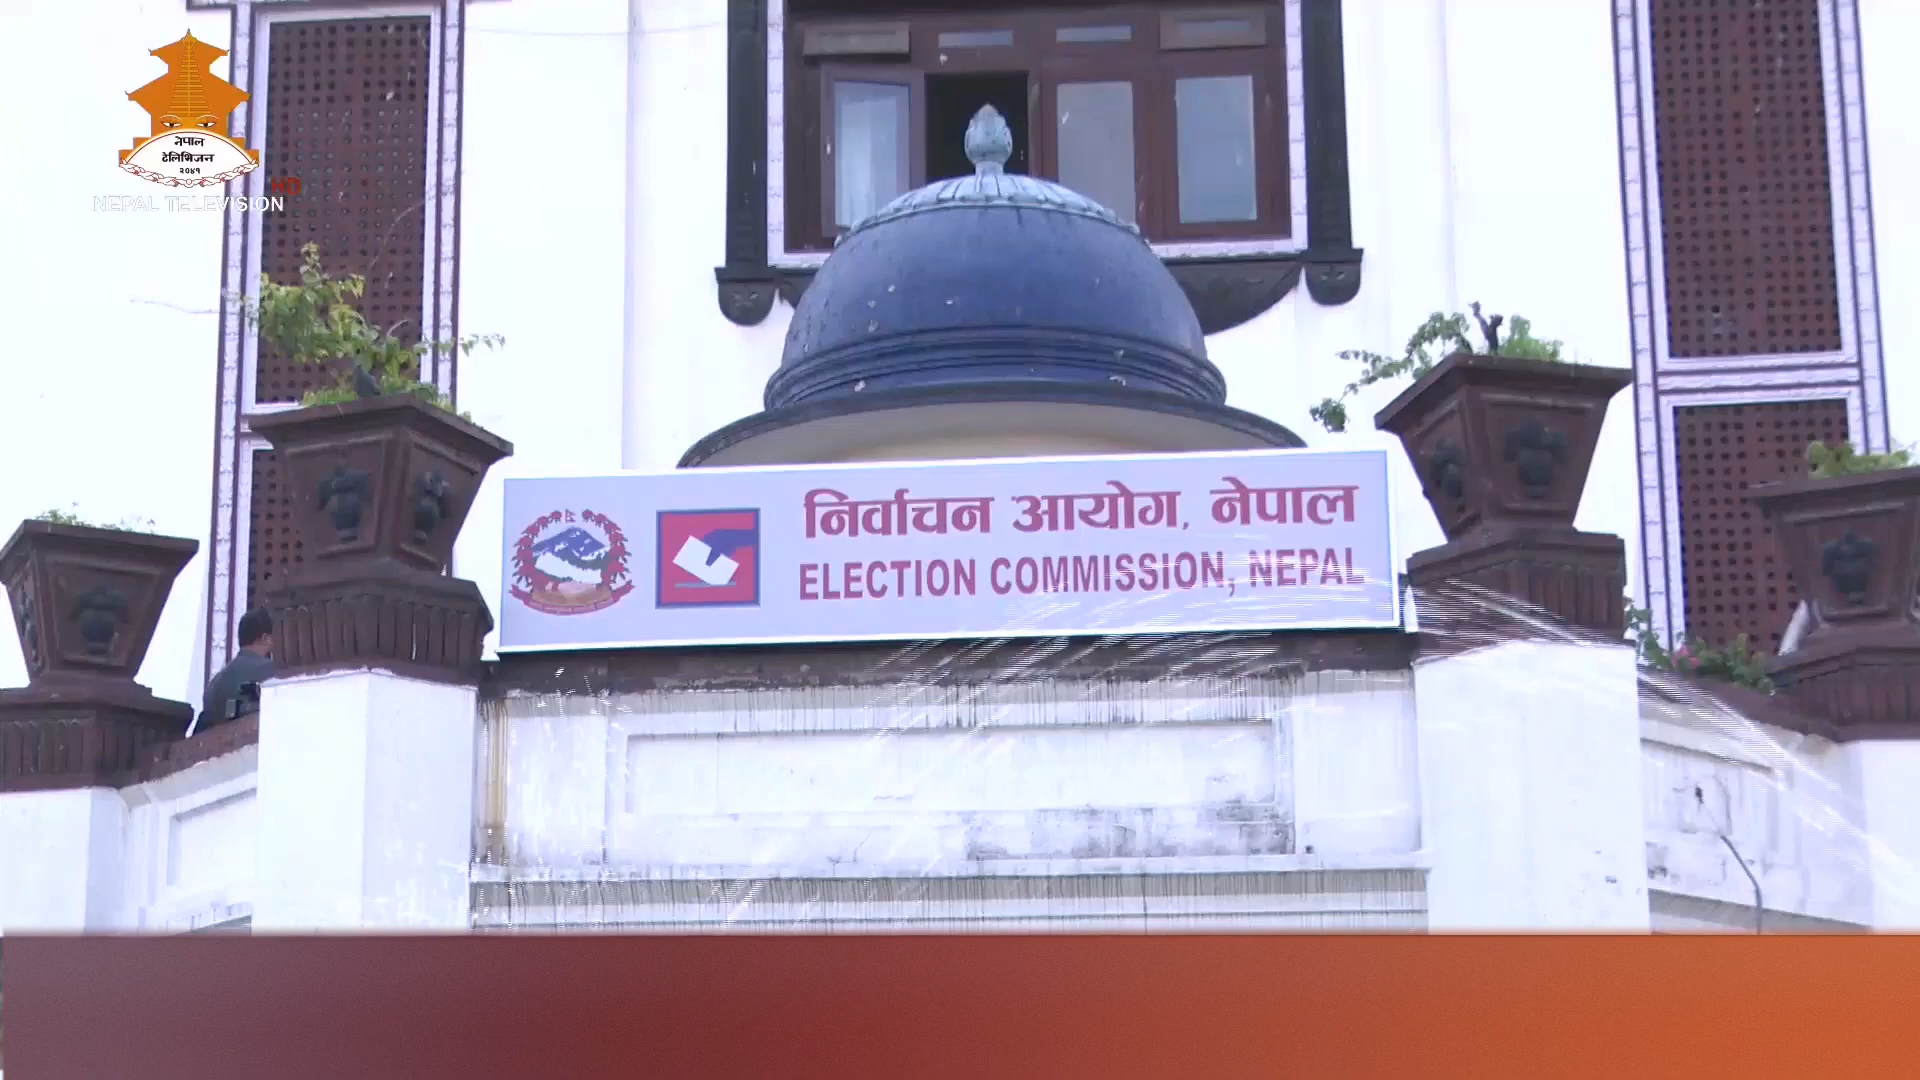 नेपाल
टेलिभिजन
२०४१
HD
NEPAL TELEVISION
निर्वाचन आयोग, नेपाल
ELECTION COMMISSION, NEPAL